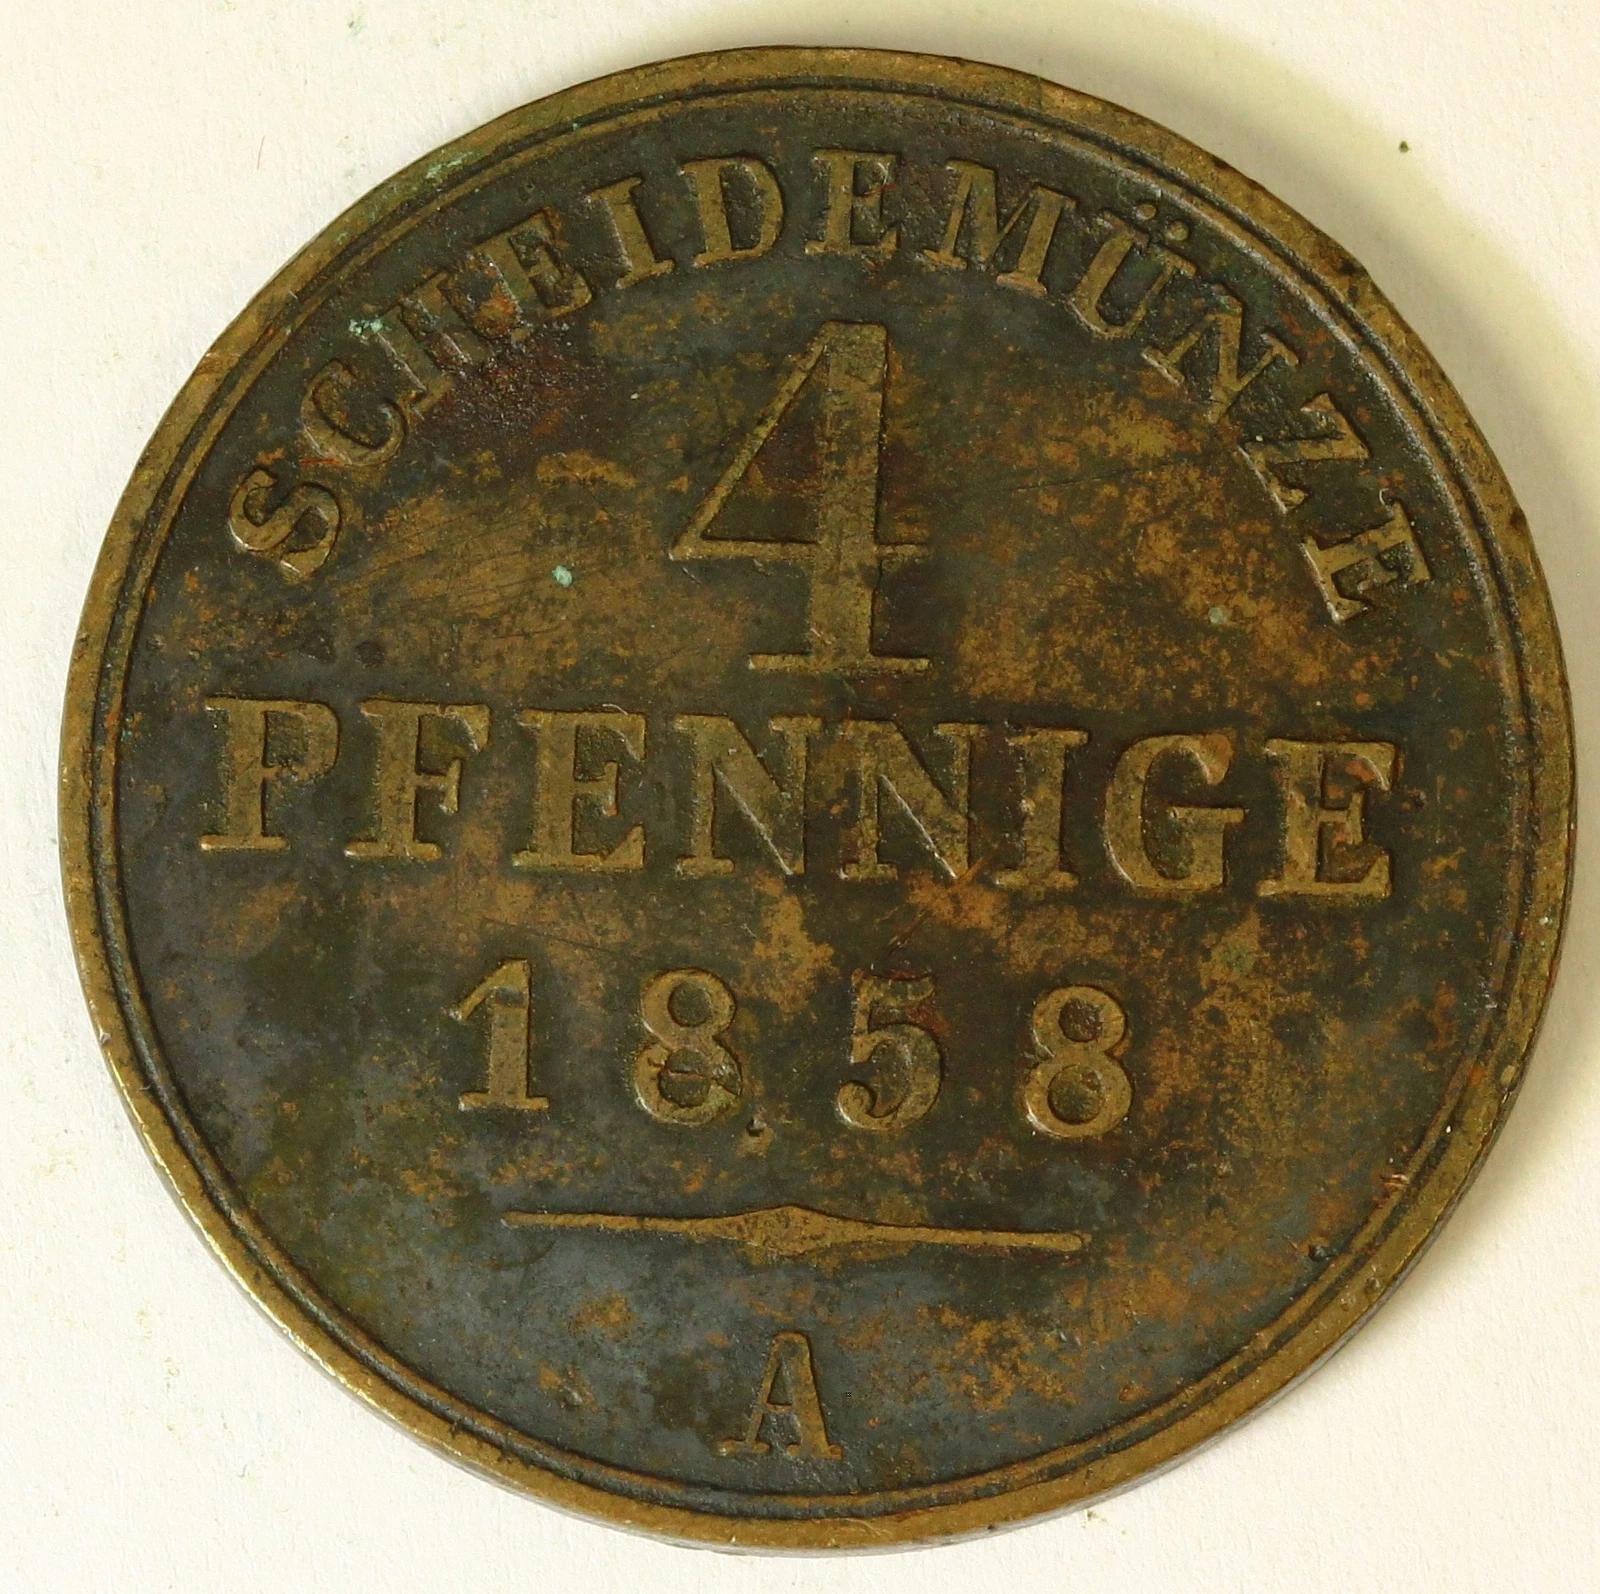 SCHEIDEMÜNZE
4
PFENNIGE
1858
A